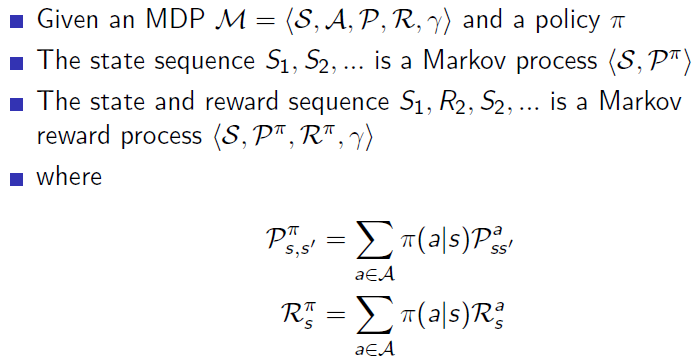 Given an MDP ℳ = ⟨𝒮, 𝒜, 𝒫, ℛ, γ⟩ and a policy π
The state sequence S₁, S₂, ... is a Markov process ⟨𝒮, 𝒫^π⟩
The state and reward sequence S₁, R₂, S₂, ... is a Markov
reward process ⟨𝒮, 𝒫^π, ℛ^π, γ⟩
where
𝒫^π_{s,s′} = ∑_{a∈𝒜} π(a|s)𝒫^a_{ss′}
ℛ^π_s = ∑_{a∈𝒜} π(a|s)ℛ^a_s